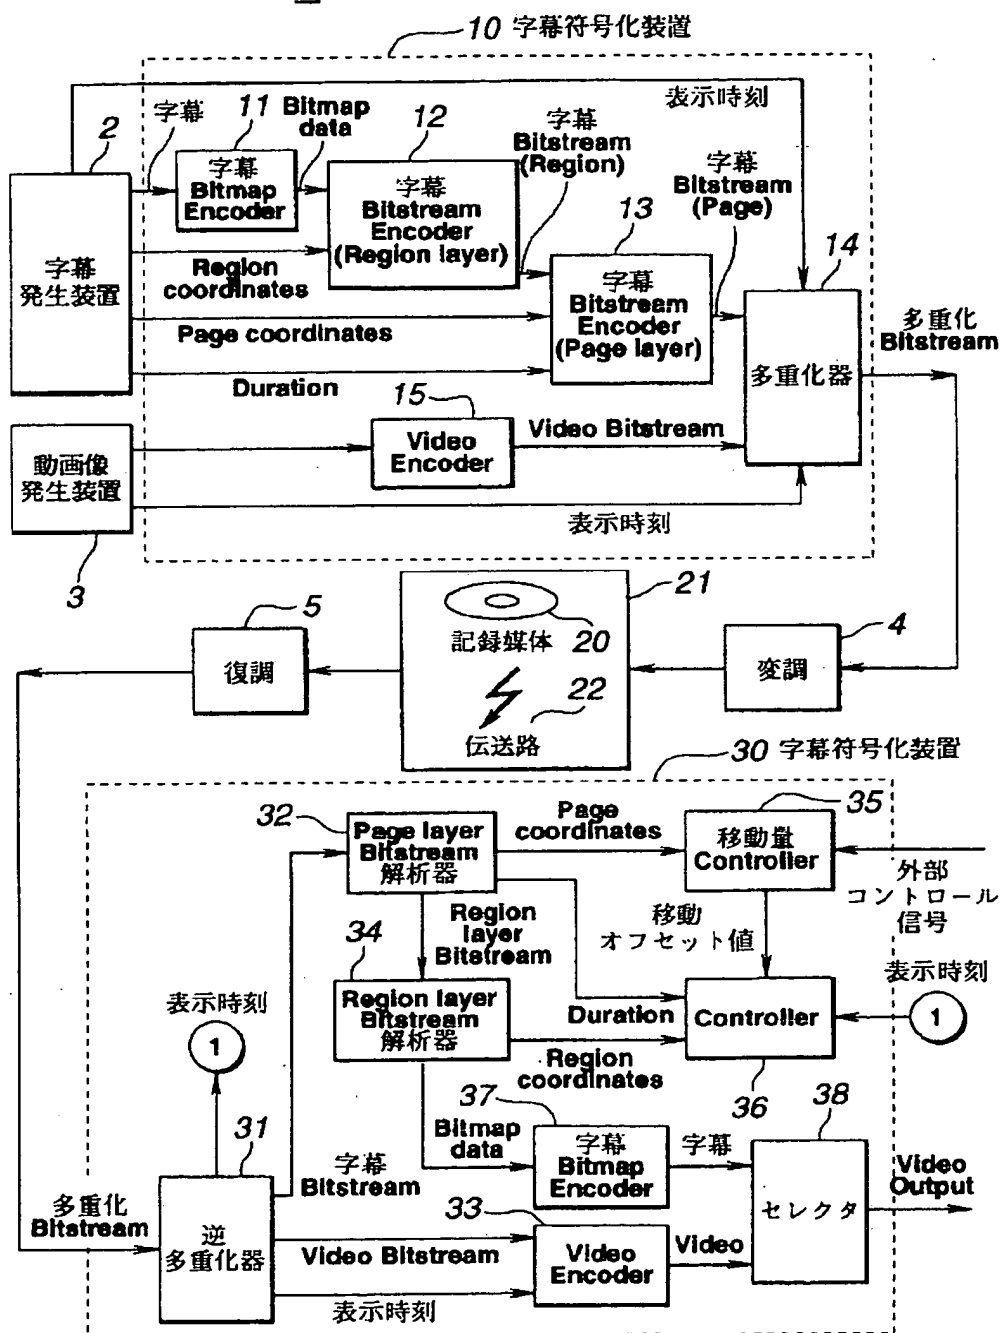 10 字幕符号化装置
表示時刻
字幕
11
Bitmap
data
12
字幕
Bitstream
(Region)
字幕
Bitstream
(Page)
2
字幕
Bitmap
Encoder
字幕
Bitstream
Encoder
(Region layer)
13
14
字幕
発生装置
Region
coordinates
字幕
Bitstream
Encoder
(Page layer)
Page coordinates
多重化
Bitstream
Duration
多重化器
15
Video
Encoder
Video Bitstream
動画像
発生装置
表示時刻
3
21
5
20
記録媒体
4
復調
変調
22
伝送路
30 字幕符号化装置
32
Page layer
Bitstream
解析器
Page
coordinates
35
移動量
Controller
外部
コントロール
信号
Region
layer
Bitstream
移動
オフセット値
34
表示時刻
1
表示時刻
1
Region layer
Bitstream
解析器
Duration
Controller
Region
coordinates
36
38
37
31
Bitmap
data
字幕
Bitmap
Encoder
字幕
字幕
Bitstream
Video
Output
多重化
Bitstream
逆
多重化器
33
セレクタ
Video Bitstream
Video
Encoder
Video
表示時刻